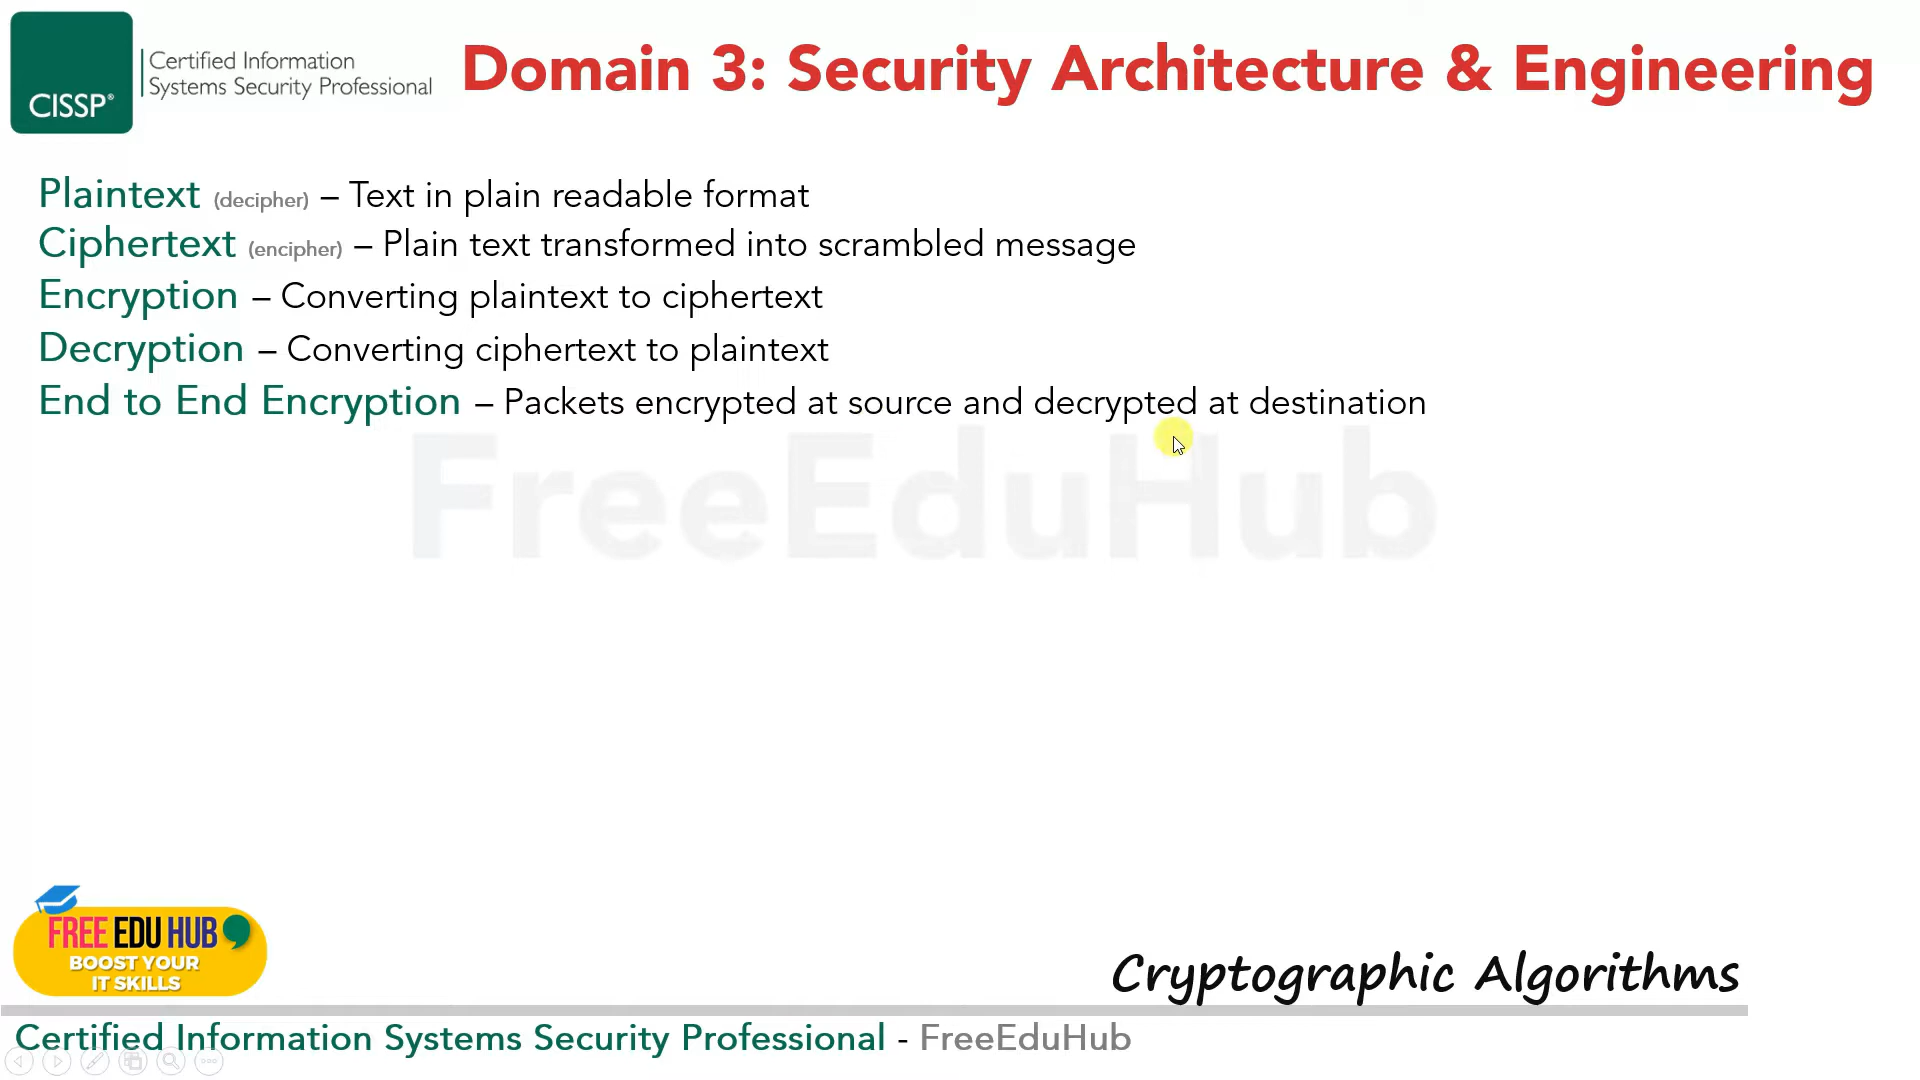 CISSP®
Certified Information
Systems Security Professional
Domain 3: Security Architecture & Engineering
Plaintext (decipher) – Text in plain readable format
Ciphertext (encipher) – Plain text transformed into scrambled message
Encryption – Converting plaintext to ciphertext
Decryption – Converting ciphertext to plaintext
End to End Encryption – Packets encrypted at source and decrypted at destination
FreeEduHub
FREE EDU HUB
BOOST YOUR
IT SKILLS
Cryptographic Algorithms
Certified Information Systems Security Professional - FreeEduHub